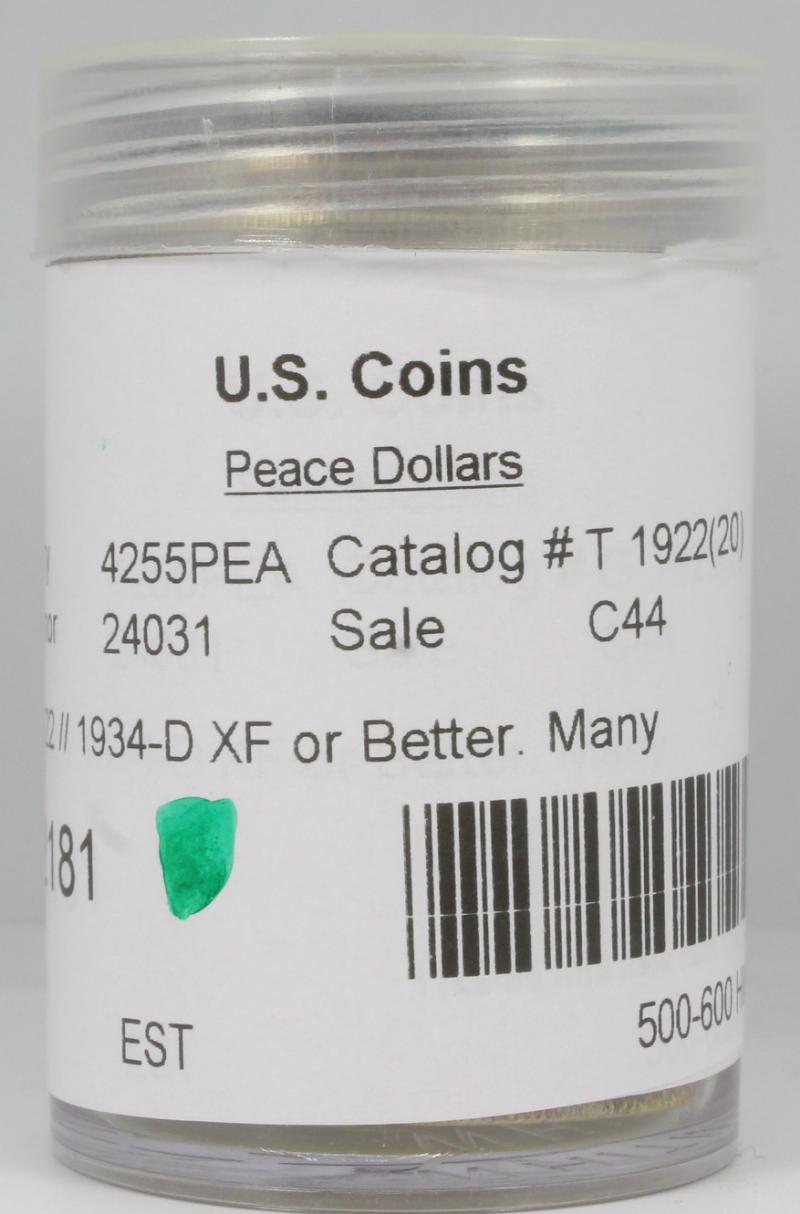 U.S. Coins
Peace Dollars
4255PEA Catalog # T 1922(20)
24031 Sale C44
// 1934-D XF or Better. Many
181
EST 500-600